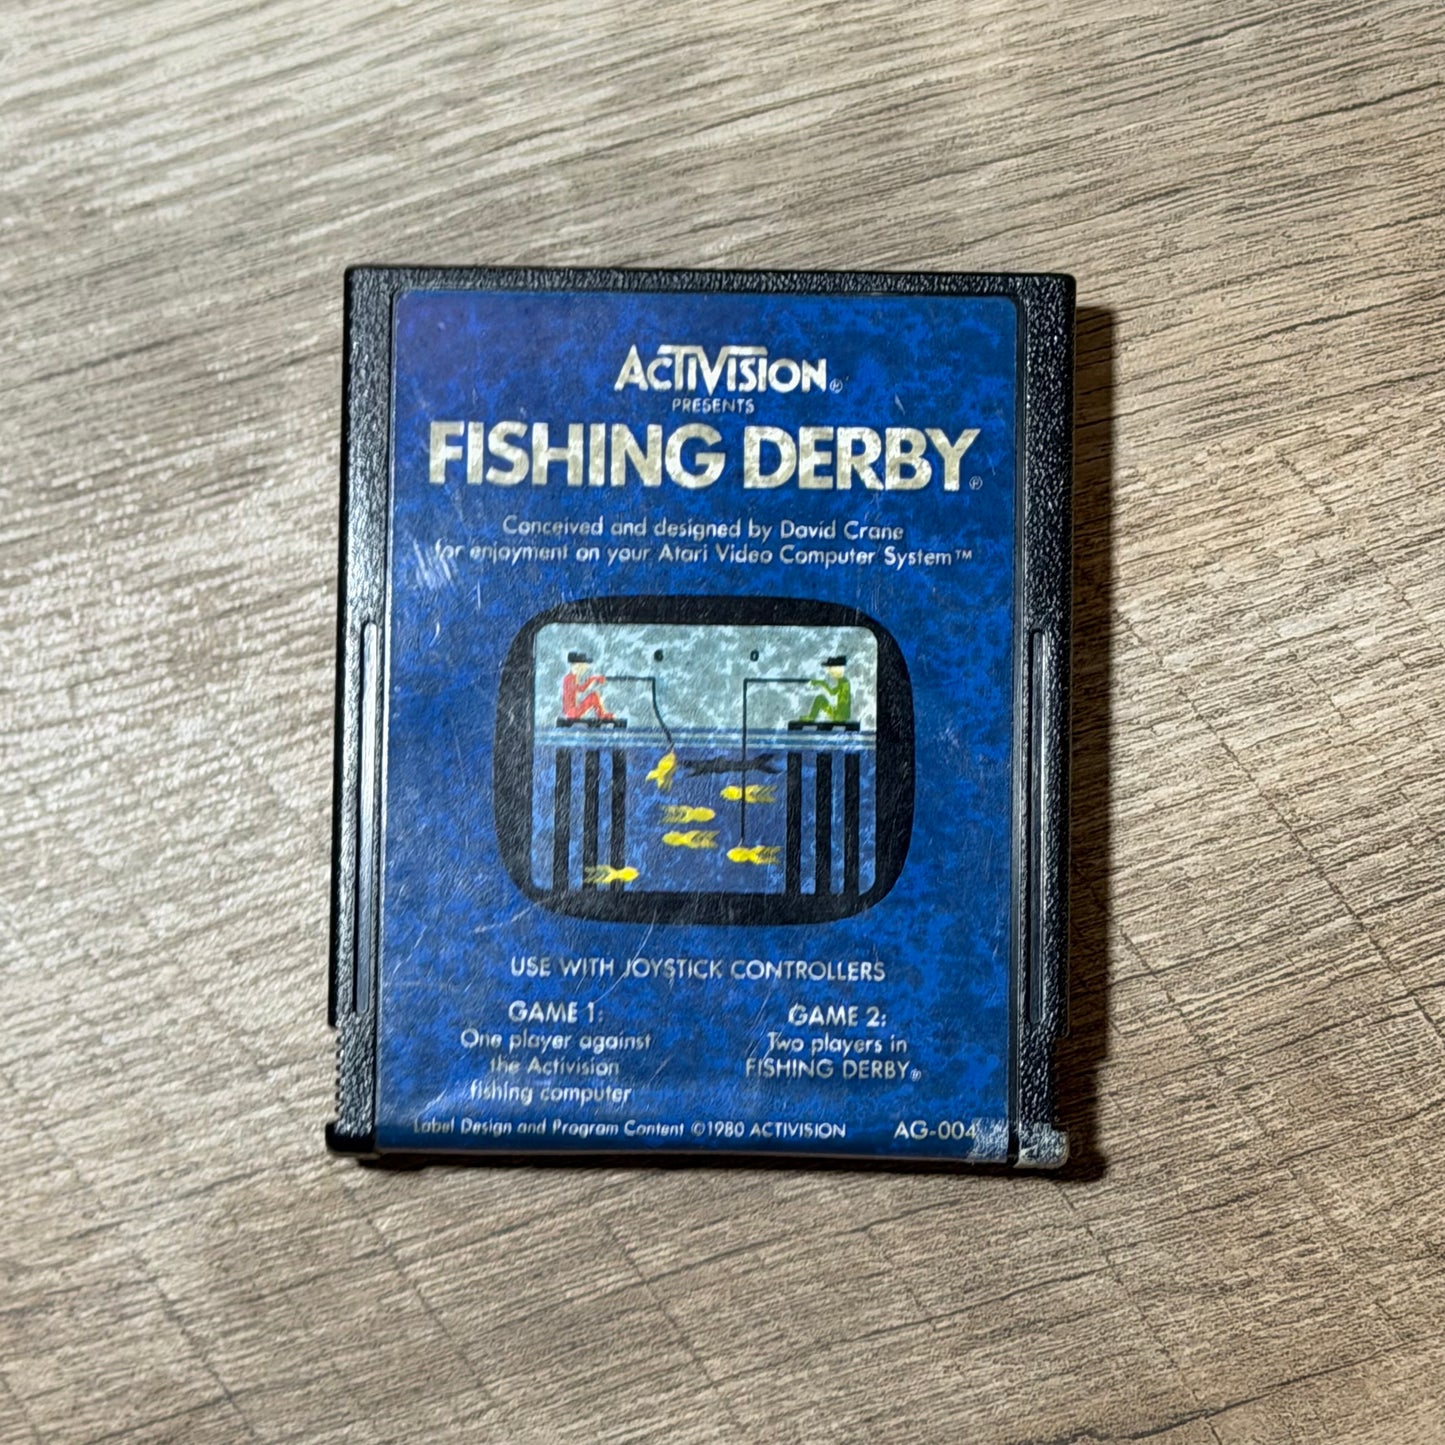 ACTIVISION®
PRESENTS
FISHING DERBY®
Conceived and designed by David Crane
for enjoyment on your Atari Video Computer System™
6 0
USE WITH JOYSTICK CONTROLLERS
GAME 1:
One player against
the Activision
fishing computer
GAME 2:
Two players in
FISHING DERBY®
Label Design and Program Content ©1980 ACTIVISION AG-004